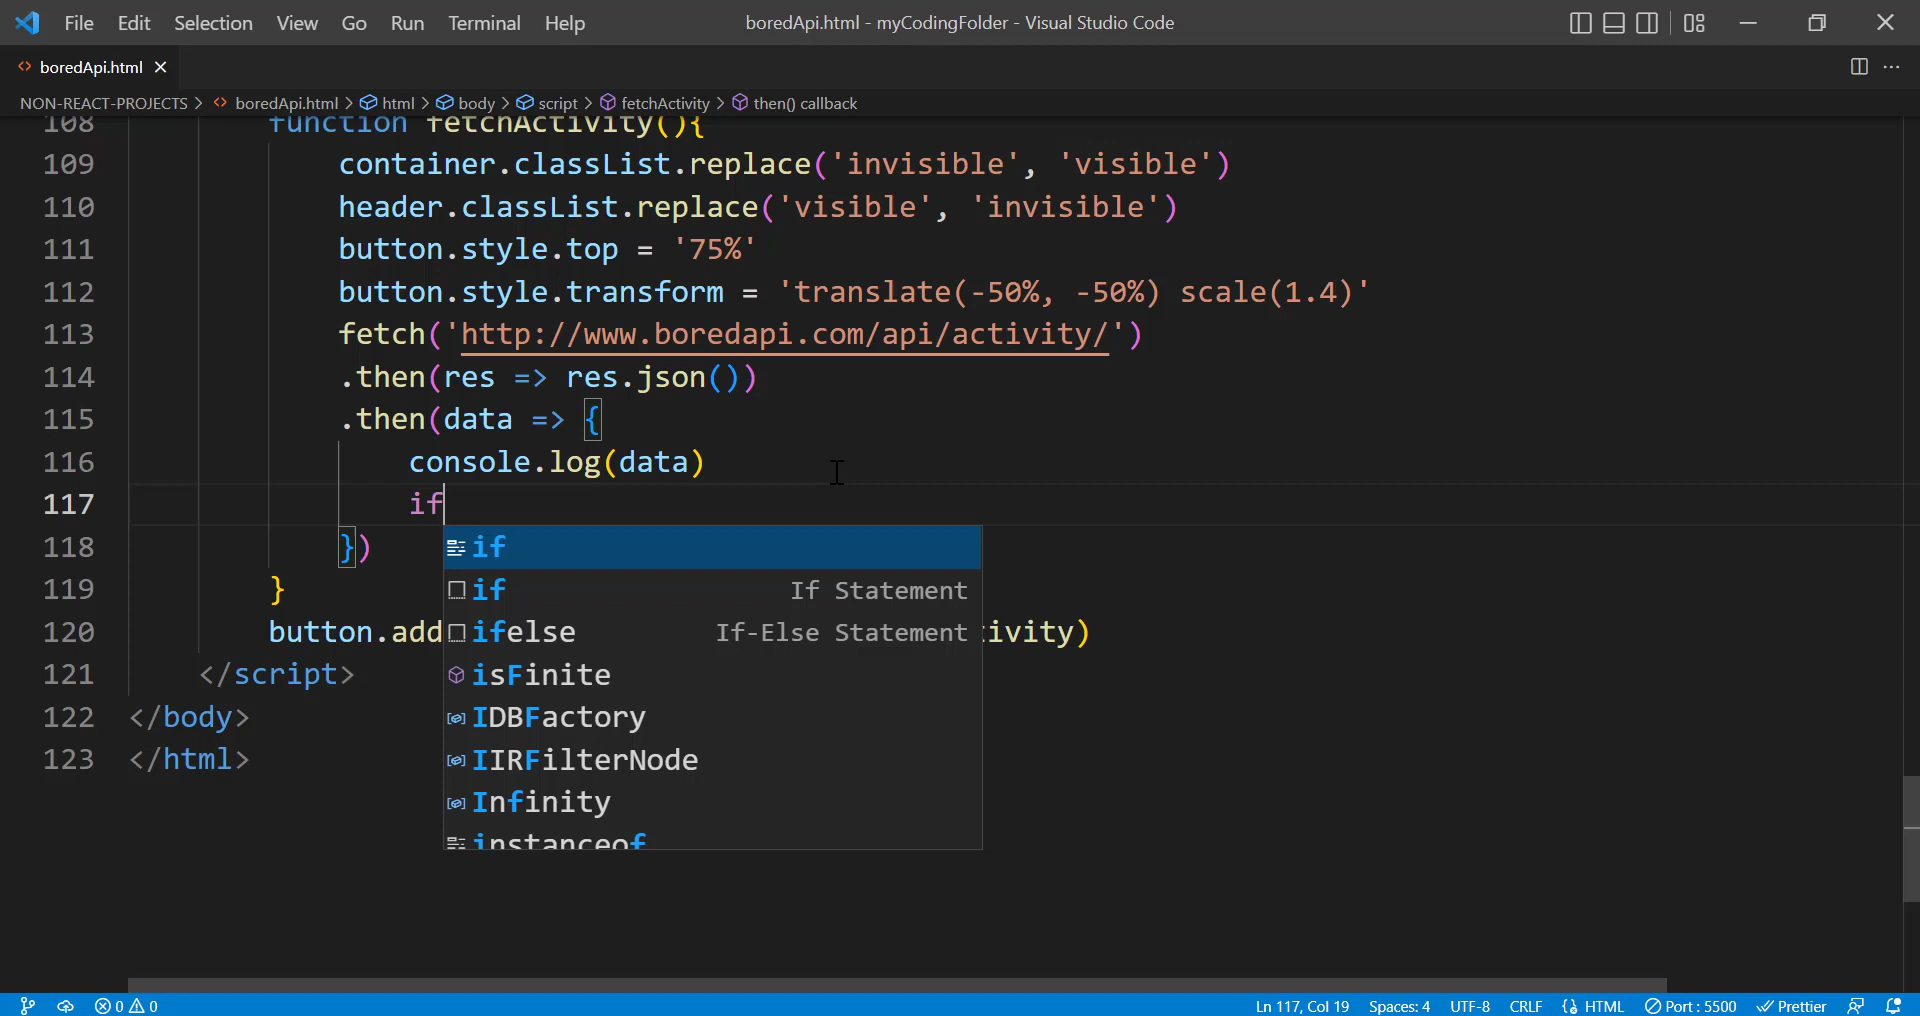 File Edit Selection View Go Run Terminal Help boredApi.html - myCodingFolder - Visual Studio Code
boredApi.html
NON-REACT-PROJECTS > boredApi.html > html > body > script > fetchActivity > then() callback
108 function fetchActivity(){
109 container.classList.replace('invisible', 'visible')
110 header.classList.replace('visible', 'invisible')
111 button.style.top = '75%'
112 button.style.transform = 'translate(-50%, -50%) scale(1.4)'
113 fetch('http://www.boredapi.com/api/activity/')
114 .then(res => res.json())
115 .then(data => {
116 console.log(data)
117 if
118 })
if
119 }
if If Statement
120 button.add
ifelse If-Else Statement
ivity)
121 </script>
isFinite
122 </body>
IDBFactory
123 </html>
IIRFilterNode
Infinity
instanceof
0 0 Ln 117, Col 19 Spaces: 4 UTF-8 CRLF {} HTML Port : 5500 Prettier